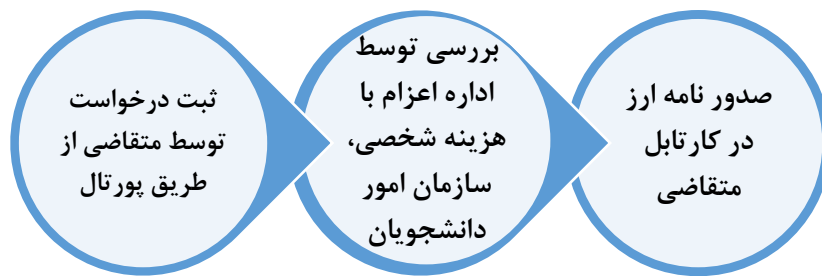 ثبت درخواست
توسط متقاضی از
طریق پورتال
بررسی توسط
اداره اعزام با
هزینه شخصی،
سازمان امور
دانشجویان
صدور نامه ارز
در کارتابل
متقاضی